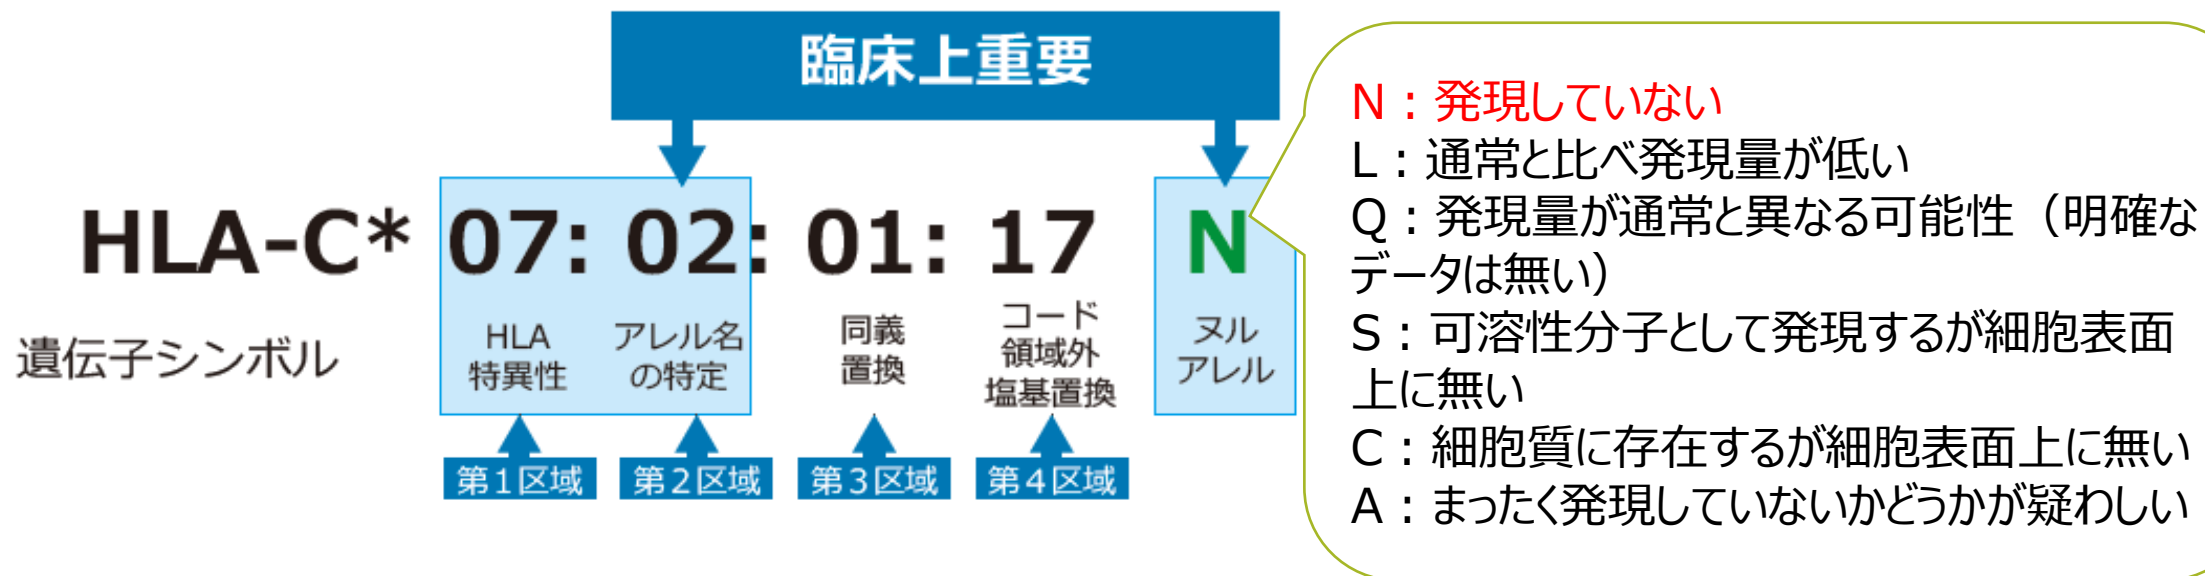 臨床上重要
HLA-C* 07: 02: 01: 17 N
遺伝子シンボル
HLA
特異性
アレル名
の特定
同義
置換
コード
領域外
塩基置換
ヌル
アレル
第1区域
第2区域
第3区域
第4区域
N：発現していない
L：通常と比べ発現量が低い
Q：発現量が通常と異なる可能性（明確な
データは無い）
S：可溶性分子として発現するが細胞表面
上に無い
C：細胞質に存在するが細胞表面上に無い
A：まったく発現していないかどうかが疑わしい